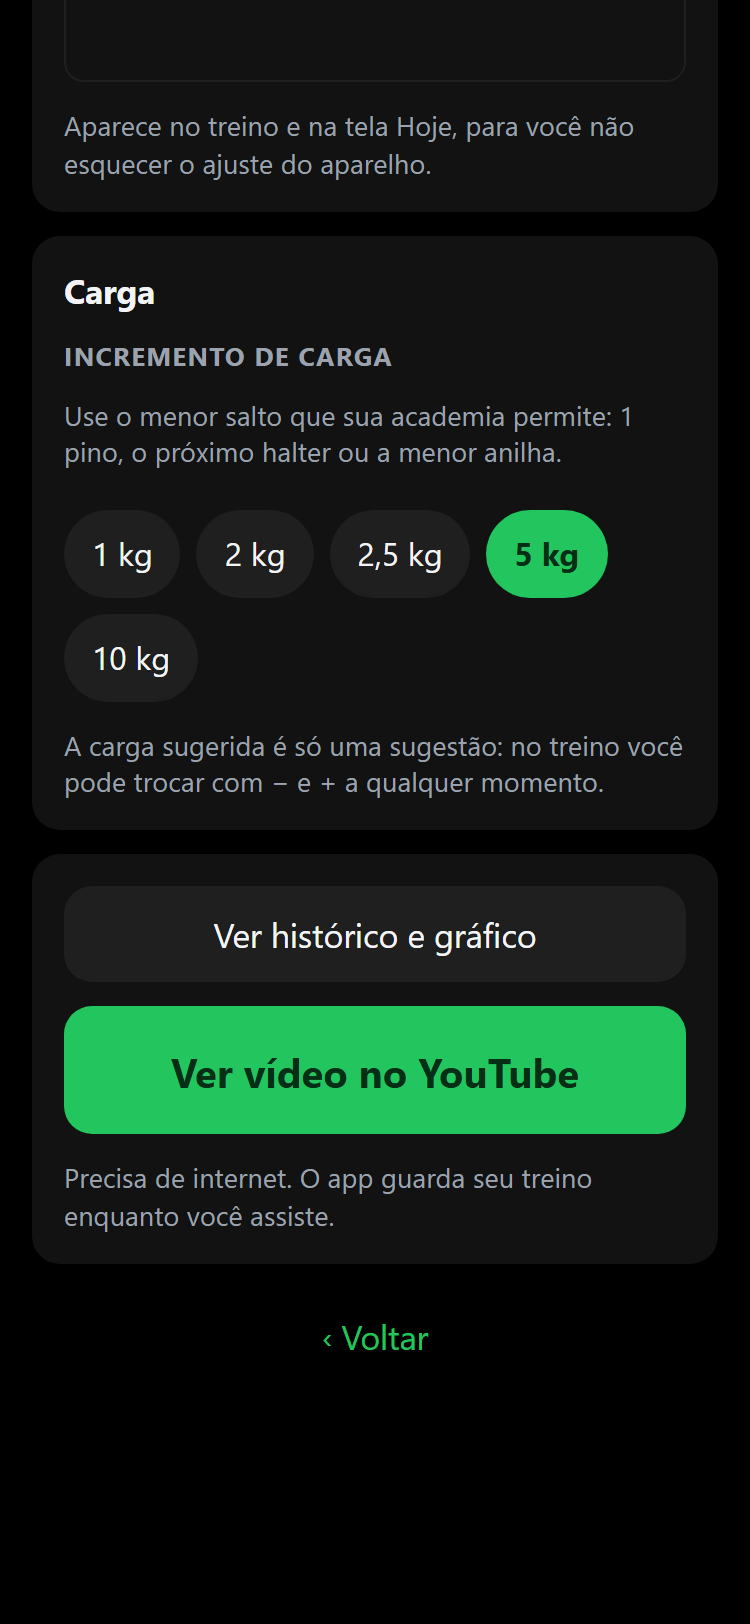 Aparece no treino e na tela Hoje, para você não
esquecer o ajuste do aparelho.
Carga
INCREMENTO DE CARGA
Use o menor salto que sua academia permite: 1
pino, o próximo halter ou a menor anilha.
1 kg
2 kg
2,5 kg
5 kg
10 kg
A carga sugerida é só uma sugestão: no treino você
pode trocar com − e + a qualquer momento.
Ver histórico e gráfico
Ver vídeo no YouTube
Precisa de internet. O app guarda seu treino
enquanto você assiste.
‹ Voltar